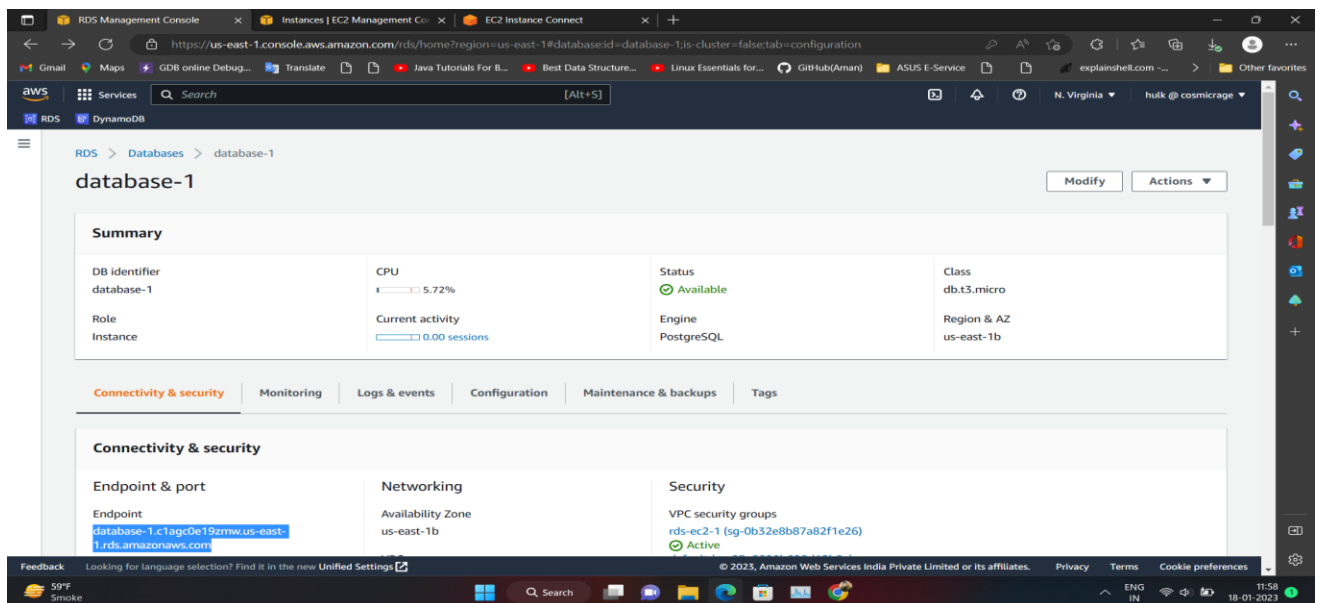 RDS Management Console
Instances | EC2 Management Co
EC2 Instance Connect
https://us-east-1.console.aws.amazon.com/rds/home?region=us-east-1#database:id=database-1;is-cluster=false;tab=configuration
Gmail Maps GDB online Debug... Translate Java Tutorials For B... Best Data Structure... Linux Essentials for... GitHub(Aman) ASUS E-Service explainshell.com -... Other favorites
aws Services Search [Alt+S] N. Virginia ▼ hulk @ cosmicrage ▼
RDS DynamoDB
RDS > Databases > database-1
database-1
Modify Actions ▼
Summary
DB identifier CPU Status Class
database-1 5.72% Available db.t3.micro
Role Current activity Engine Region & AZ
Instance 0.00 sessions PostgreSQL us-east-1b
Connectivity & security Monitoring Logs & events Configuration Maintenance & backups Tags
Connectivity & security
Endpoint & port Networking Security
Endpoint Availability Zone VPC security groups
database-1.c1agc0e19zmw.us-east- us-east-1b rds-ec2-1 (sg-0b32e8b87a82f1e26)
1.rds.amazonaws.com Active
Feedback Looking for language selection? Find it in the new Unified Settings © 2023, Amazon Web Services India Private Limited or its affiliates. Privacy Terms Cookie preferences
59°F Search ENG 11:58
Smoke IN 18-01-2023 1